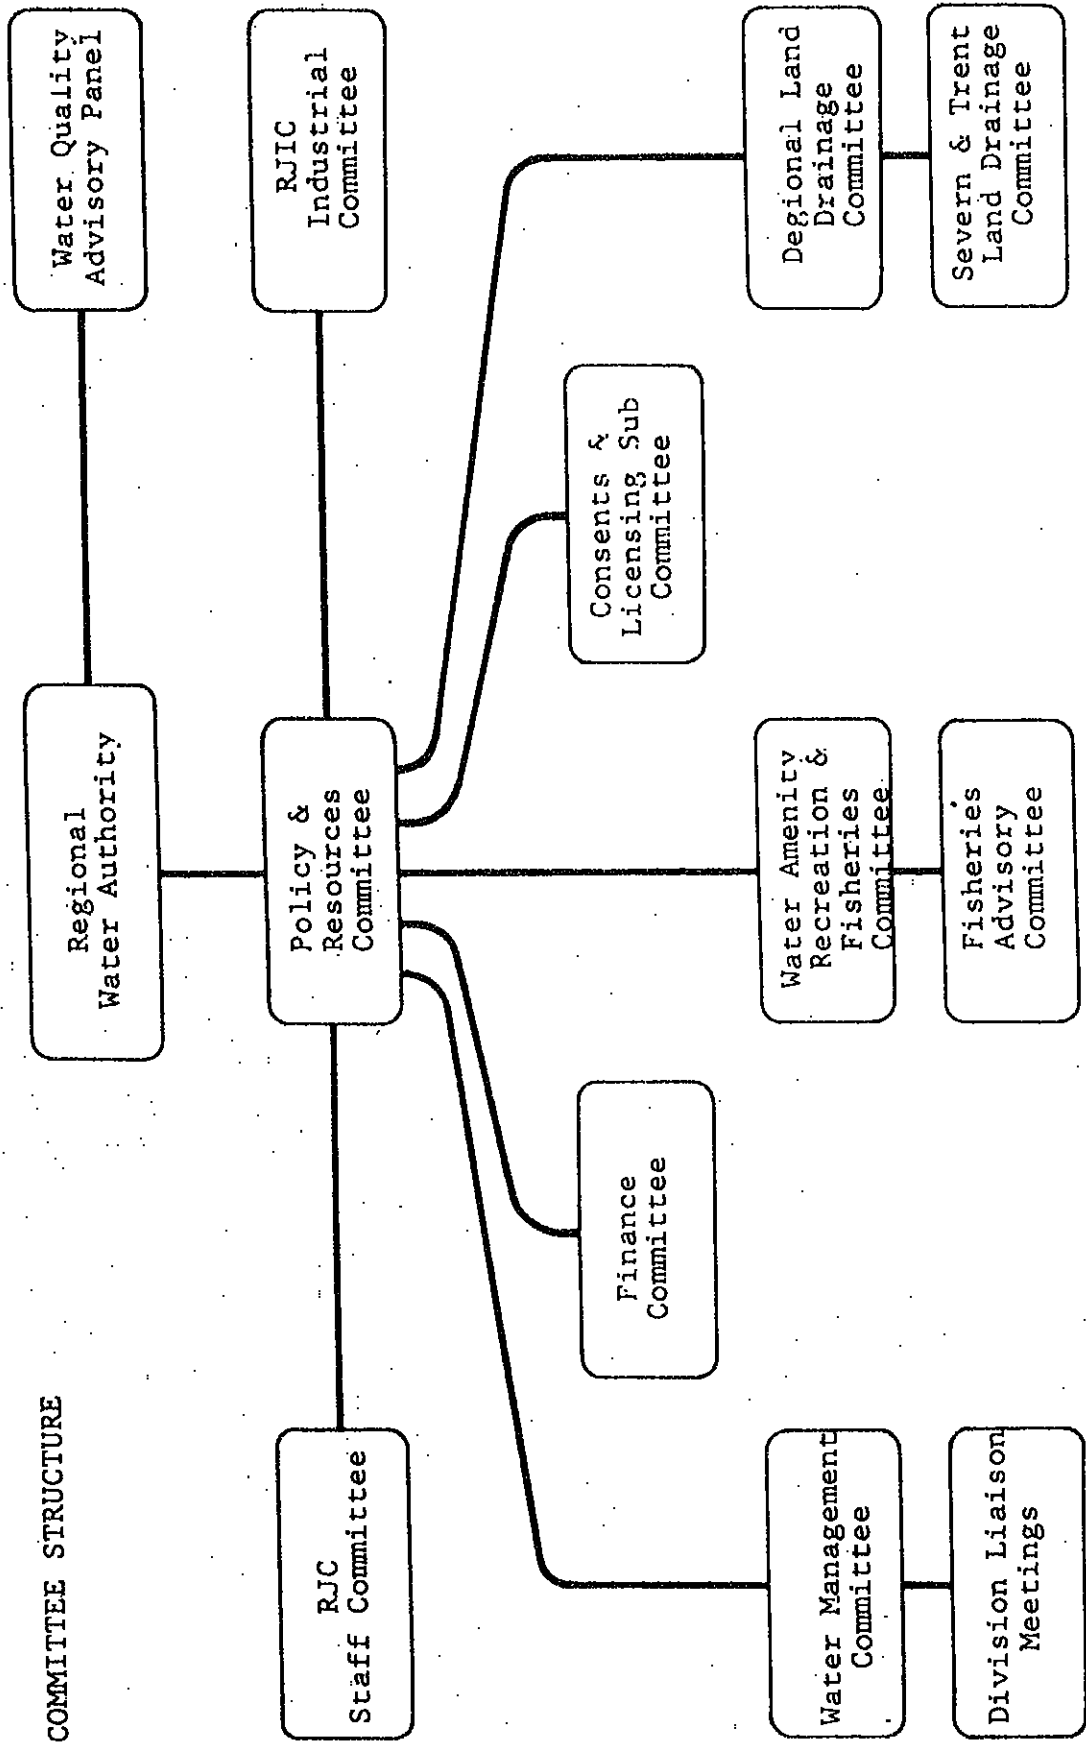 COMMITTEE STRUCTURE
Regional
Water Authority
Water Quality
Advisory Panel
RJC
Staff Committee
Policy &
Resources
Committee
RJIC
Industrial
Committee
Finance
Committee
Consents &
Licensing Sub
Committee
Water Management
Committee
Water Amenity
Recreation &
Fisheries
Committee
Degional Land
Drainage
Committee
Division Liaison
Meetings
Fisheries
Advisory
Committee
Severn & Trent
Land Drainage
Committee